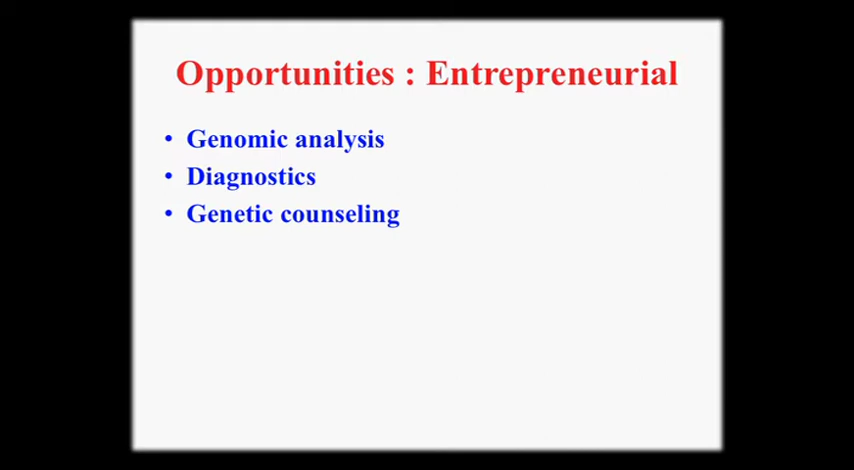 Opportunities : Entrepreneurial
• Genomic analysis
• Diagnostics
• Genetic counseling